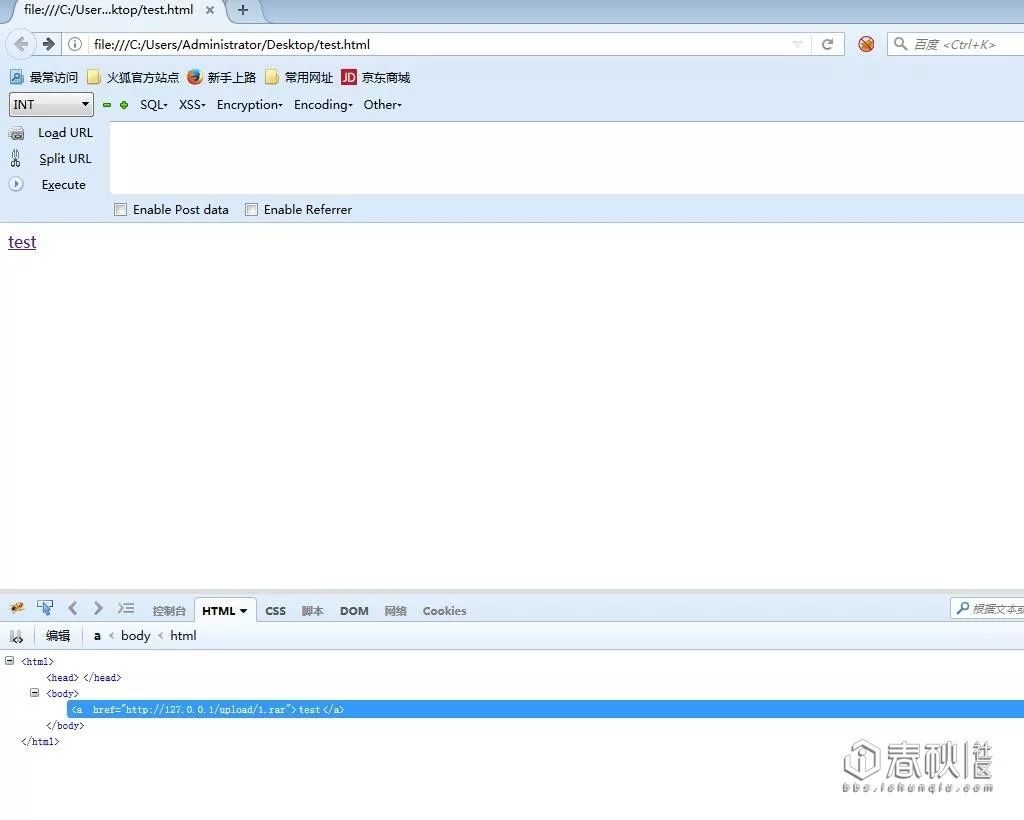 file:///C:/User...ktop/test.html
file:///C:/Users/Administrator/Desktop/test.html 百度 <Ctrl+K>
最常访问 火狐官方站点 新手上路 常用网址 JD 京东商城
INT SQL XSS Encryption Encoding Other
Load URL
Split URL
Execute
Enable Post data Enable Referrer
test
控制台 HTML CSS 脚本 DOM 网络 Cookies 根据文本或
编辑 a < body < html
<html>
<head> </head>
<body>
<a href="http://127.0.0.1/upload/1.rar">test</a>
</body>
</html>
春秋社区
bbs.ichunqiu.com